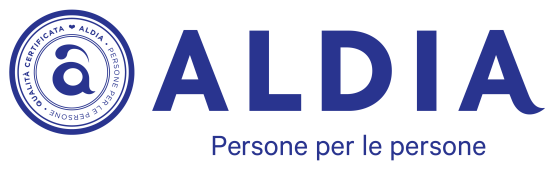 QUALITÀ CERTIFICATA ❤ ALDIA • PERSONE PER LE PERSONE •
a
ALDIA
Persone per le persone